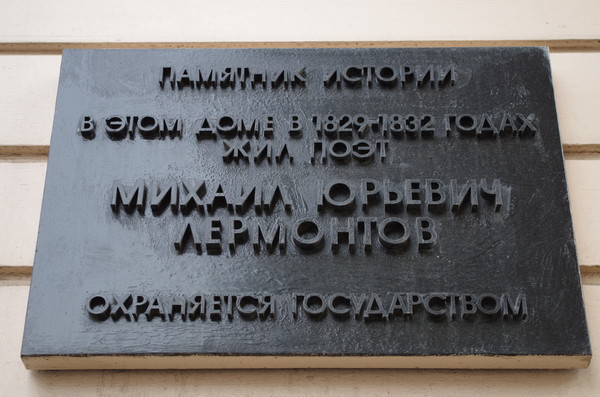 ПАМЯТНИК ИСТОРИИ
В ЭТОМ ДОМЕ В 1829-1832 ГОДАХ
ЖИЛ ПОЭТ
МИХАИЛ ЮРЬЕВИЧ
ЛЕРМОНТОВ
ОХРАНЯЕТСЯ ГОСУДАРСТВОМ